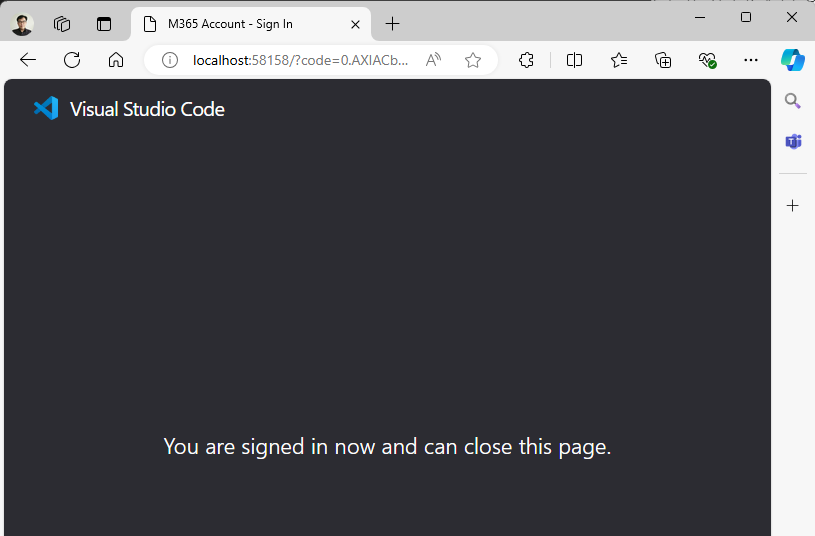 M365 Account - Sign In
localhost:58158/?code=0.AXIACb...
Visual Studio Code
You are signed in now and can close this page.